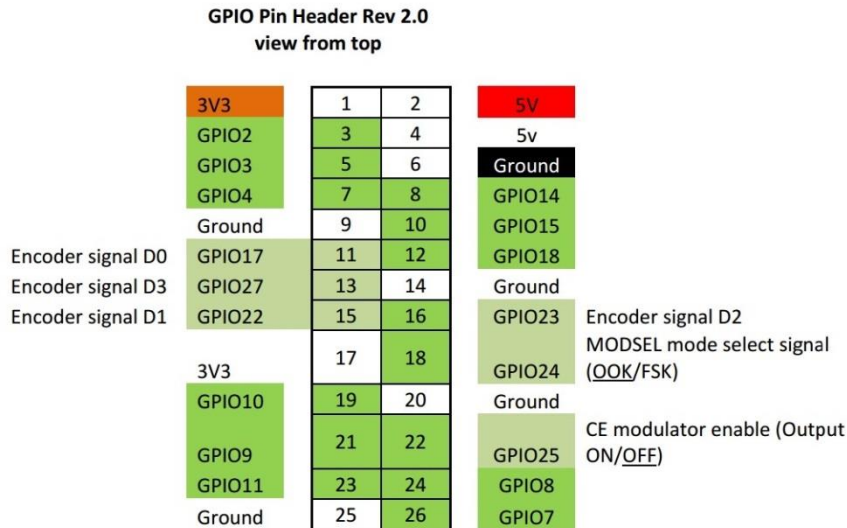 GPIO Pin Header Rev 2.0
view from top
3V3 1 2 5V
GPIO2 3 4 5v
GPIO3 5 6 Ground
GPIO4 7 8 GPIO14
Ground 9 10 GPIO15
Encoder signal D0 GPIO17 11 12 GPIO18
Encoder signal D3 GPIO27 13 14 Ground
Encoder signal D1 GPIO22 15 16 GPIO23 Encoder signal D2
3V3 17 18 GPIO24 MODSEL mode select signal
(OOK/FSK)
GPIO10 19 20 Ground
GPIO9 21 22 GPIO25 CE modulator enable (Output
ON/OFF)
GPIO11 23 24 GPIO8
Ground 25 26 GPIO7